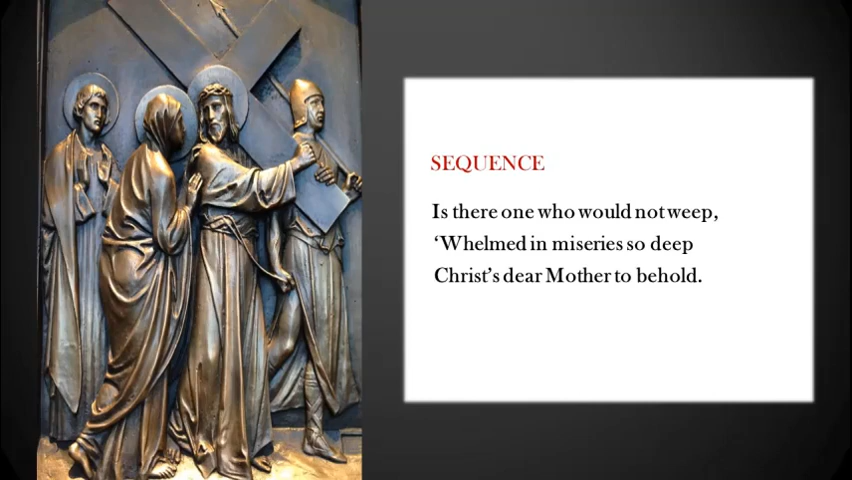 SEQUENCE
Is there one who would not weep,
‘Whelmed in miseries so deep
Christ’s dear Mother to behold.